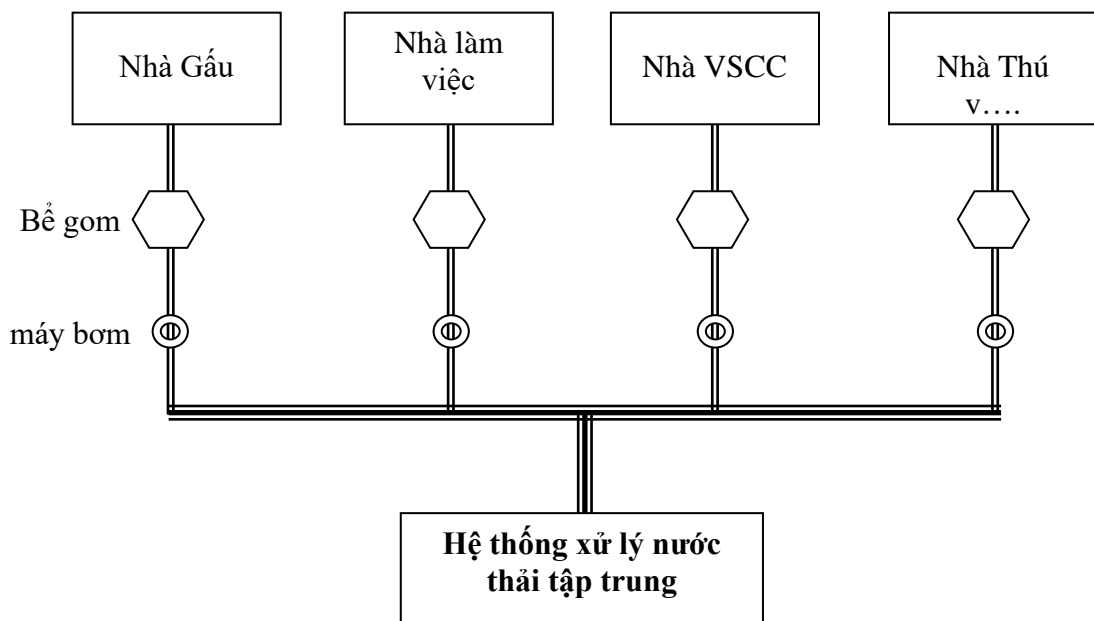 Nhà Gấu
Nhà làm
việc
Nhà VSCC
Nhà Thú
v….
Bể gom
máy bơm
Hệ thống xử lý nước
thải tập trung